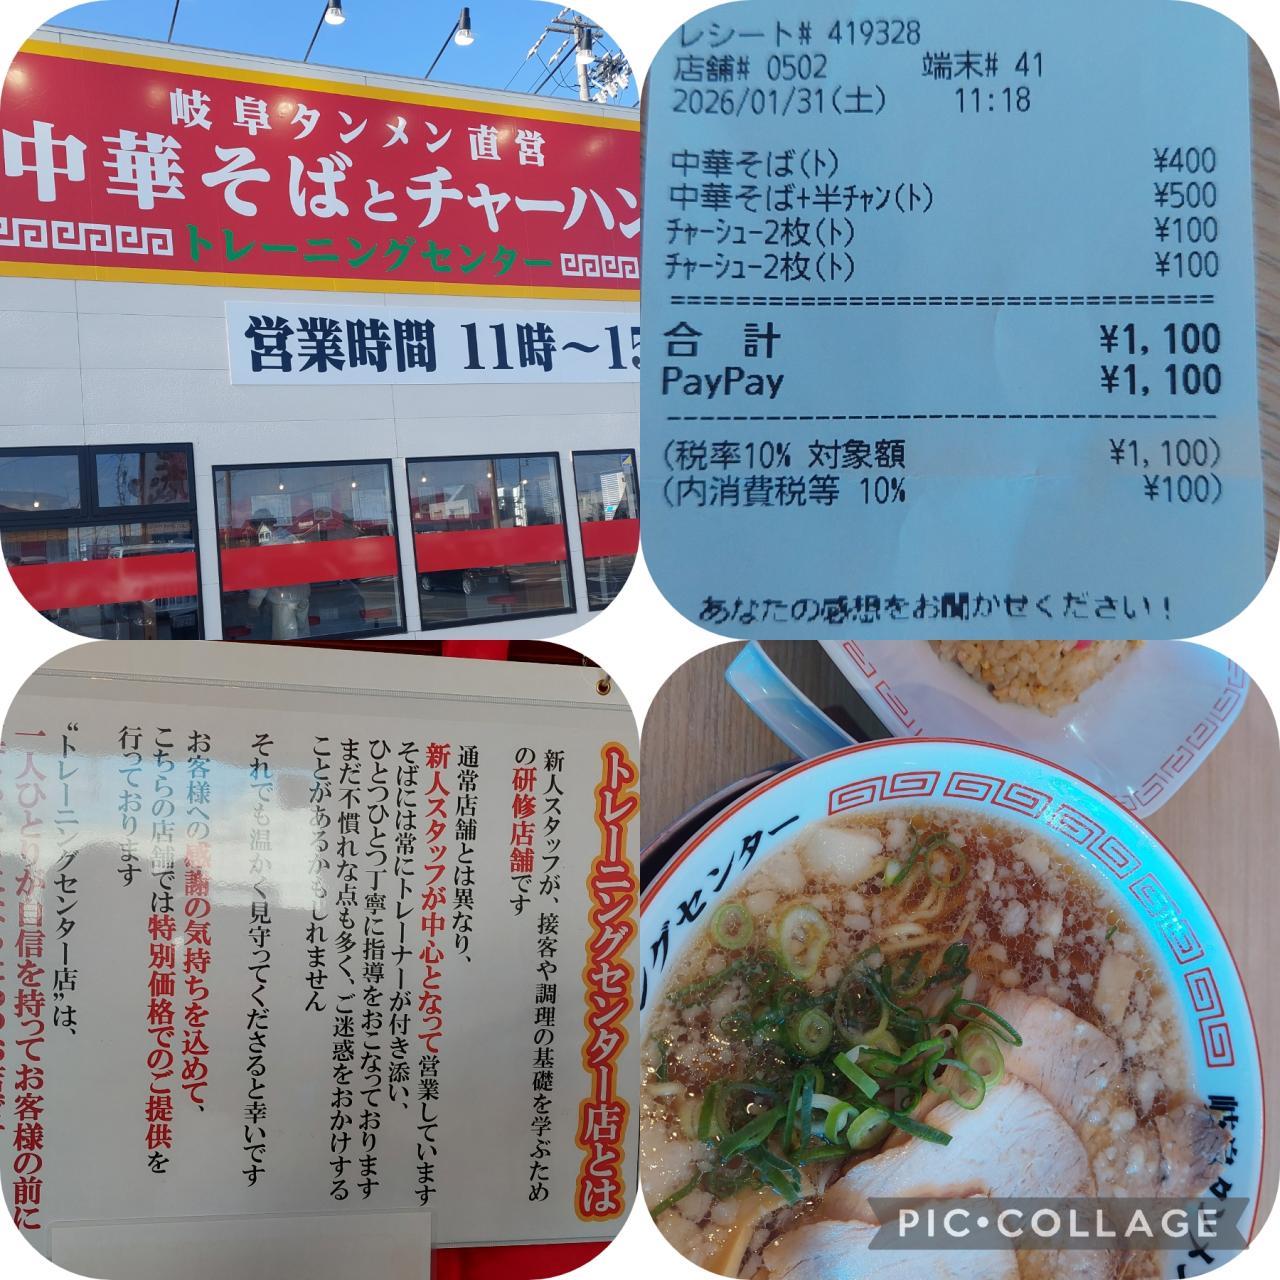 岐阜タンメン直営
中華そばとチャーハン
トレーニングセンター
営業時間 11時～15
レシート# 419328
店舗# 0502 端末# 41
2026/01/31(土) 11:18
中華そば(ト) ¥400
中華そば+半チャン(ト) ¥500
チャーシュー2枚(ト) ¥100
チャーシュー2枚(ト) ¥100
合 計 ¥1,100
PayPay ¥1,100
(税率10% 対象額 ¥1,100)
(内消費税等 10% ¥100)
あなたの感想をお聞かせください!
トレーニングセンター店とは
新人スタッフが、接客や調理の基礎を学ぶため
の研修店舗です
通常店舗とは異なり、
新人スタッフが中心となって営業しています
そばには常にトレーナーが付き添い、
ひとつひとつ丁寧に指導をおこなっております
まだ不慣れな点も多く、ご迷惑をおかけする
ことがあるかもしれません
それでも温かく見守ってくださると幸いです
お客様への感謝の気持ちを込めて、
こちらの店舗では特別価格でのご提供を
行っております
“トレーニングセンター店”は、
一人ひとりが自信を持ってお客様の前に
ングセンター
岐阜タンメ
PIC•COLLAGE